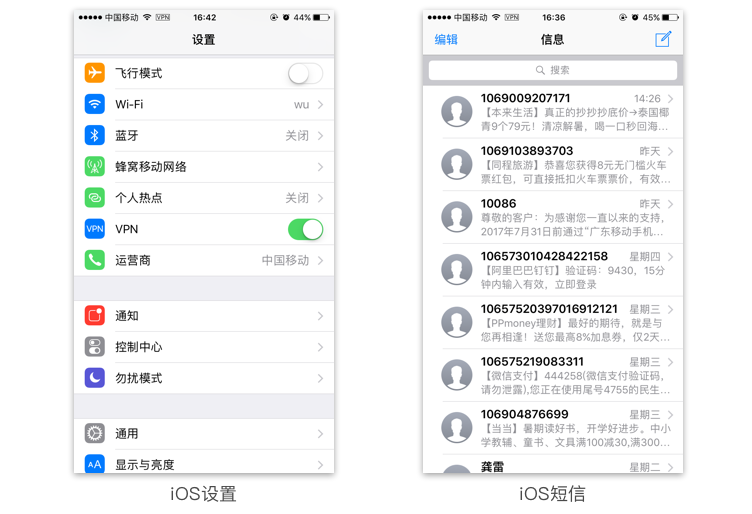 中国移动 VPN 16:42 44%
设置
飞行模式
Wi-Fi wu
蓝牙 关闭
蜂窝移动网络
个人热点 关闭
VPN VPN
运营商 中国移动
通知
控制中心
勿扰模式
通用
AA 显示与亮度
iOS设置
中国移动 VPN 16:36 45%
编辑 信息
搜索
1069009207171 14:26
【本来生活】真正的抄抄抄底价→泰国椰
青9个79元！清凉解暑，喝一口秒回海...
1069103893703 昨天
【同程旅游】恭喜您获得8元无门槛火车
票红包，可直接抵扣火车票票价，有效...
10086 昨天
尊敬的客户：为感谢您一直以来的支持，
2017年7月31日前通过“广东移动手机...
106573010428422158 星期四
【阿里巴巴钉钉】验证码：9430，15分
钟内输入有效，立即登录
10657520397016912121 星期三
【PPmoney理财】最好的期待，就是与
您再相逢！送您最高8%加息券，仅2天...
106575219083311 星期三
【微信支付】444258(微信支付验证码，
请勿泄露),您正在使用尾号4755的民生...
106904876699 星期三
【当当】暑期读好书，开学好进步。中小
学教辅、童书、文具满100减30,满300...
龚雷 星期二
iOS短信